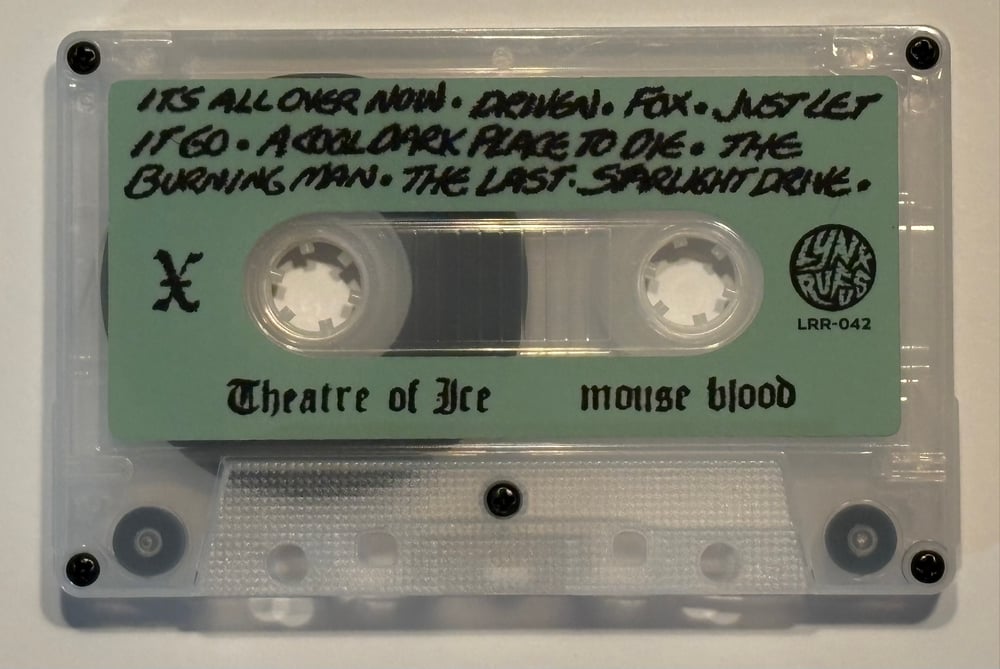 ITS ALL OVER NOW. DRIVEN. FOX. JUST LET
IT GO. A COOL DARK PLACE TO DIE. THE
BURNING MAN. THE LAST. STARLIGHT DRIVE.
X
LYNX
RUFUS
LRR-042
Theatre of Ice mouse blood